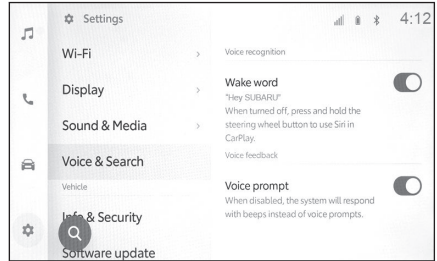 Settings
4:12
Wi-Fi
Display
Sound & Media
Voice & Search
Vehicle
Info & Security
Software update
Voice recognition
Wake word
"Hey SUBARU"
When turned off, press and hold the
steering wheel button to use Siri in
CarPlay.
Voice feedback
Voice prompt
When disabled, the system will respond
with beeps instead of voice prompts.